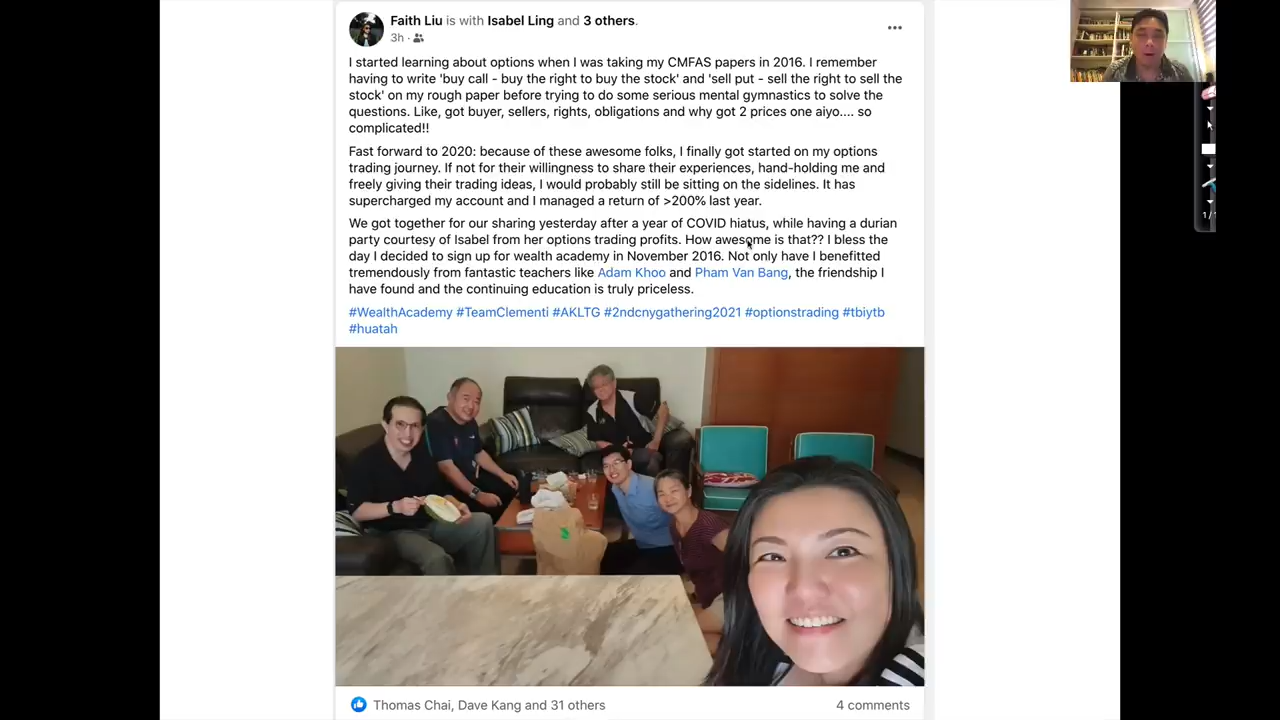 Faith Liu is with Isabel Ling and 3 others.
3h ·
I started learning about options when I was taking my CMFAS papers in 2016. I remember
having to write 'buy call - buy the right to buy the stock' and 'sell put - sell the right to sell the
stock' on my rough paper before trying to do some serious mental gymnastics to solve the
questions. Like, got buyer, sellers, rights, obligations and why got 2 prices one aiyo.... so
complicated!!
Fast forward to 2020: because of these awesome folks, I finally got started on my options
trading journey. If not for their willingness to share their experiences, hand-holding me and
freely giving their trading ideas, I would probably still be sitting on the sidelines. It has
supercharged my account and I managed a return of >200% last year.
We got together for our sharing yesterday after a year of COVID hiatus, while having a durian
party courtesy of Isabel from her options trading profits. How awesome is that?? I bless the
day I decided to sign up for wealth academy in November 2016. Not only have I benefitted
tremendously from fantastic teachers like Adam Khoo and Pham Van Bang, the friendship I
have found and the continuing education is truly priceless.
#WealthAcademy #TeamClementi #AKLTG #2ndcnygathering2021 #optionstrading #tbiytb
#huatah
Thomas Chai, Dave Kang and 31 others
4 comments
1/